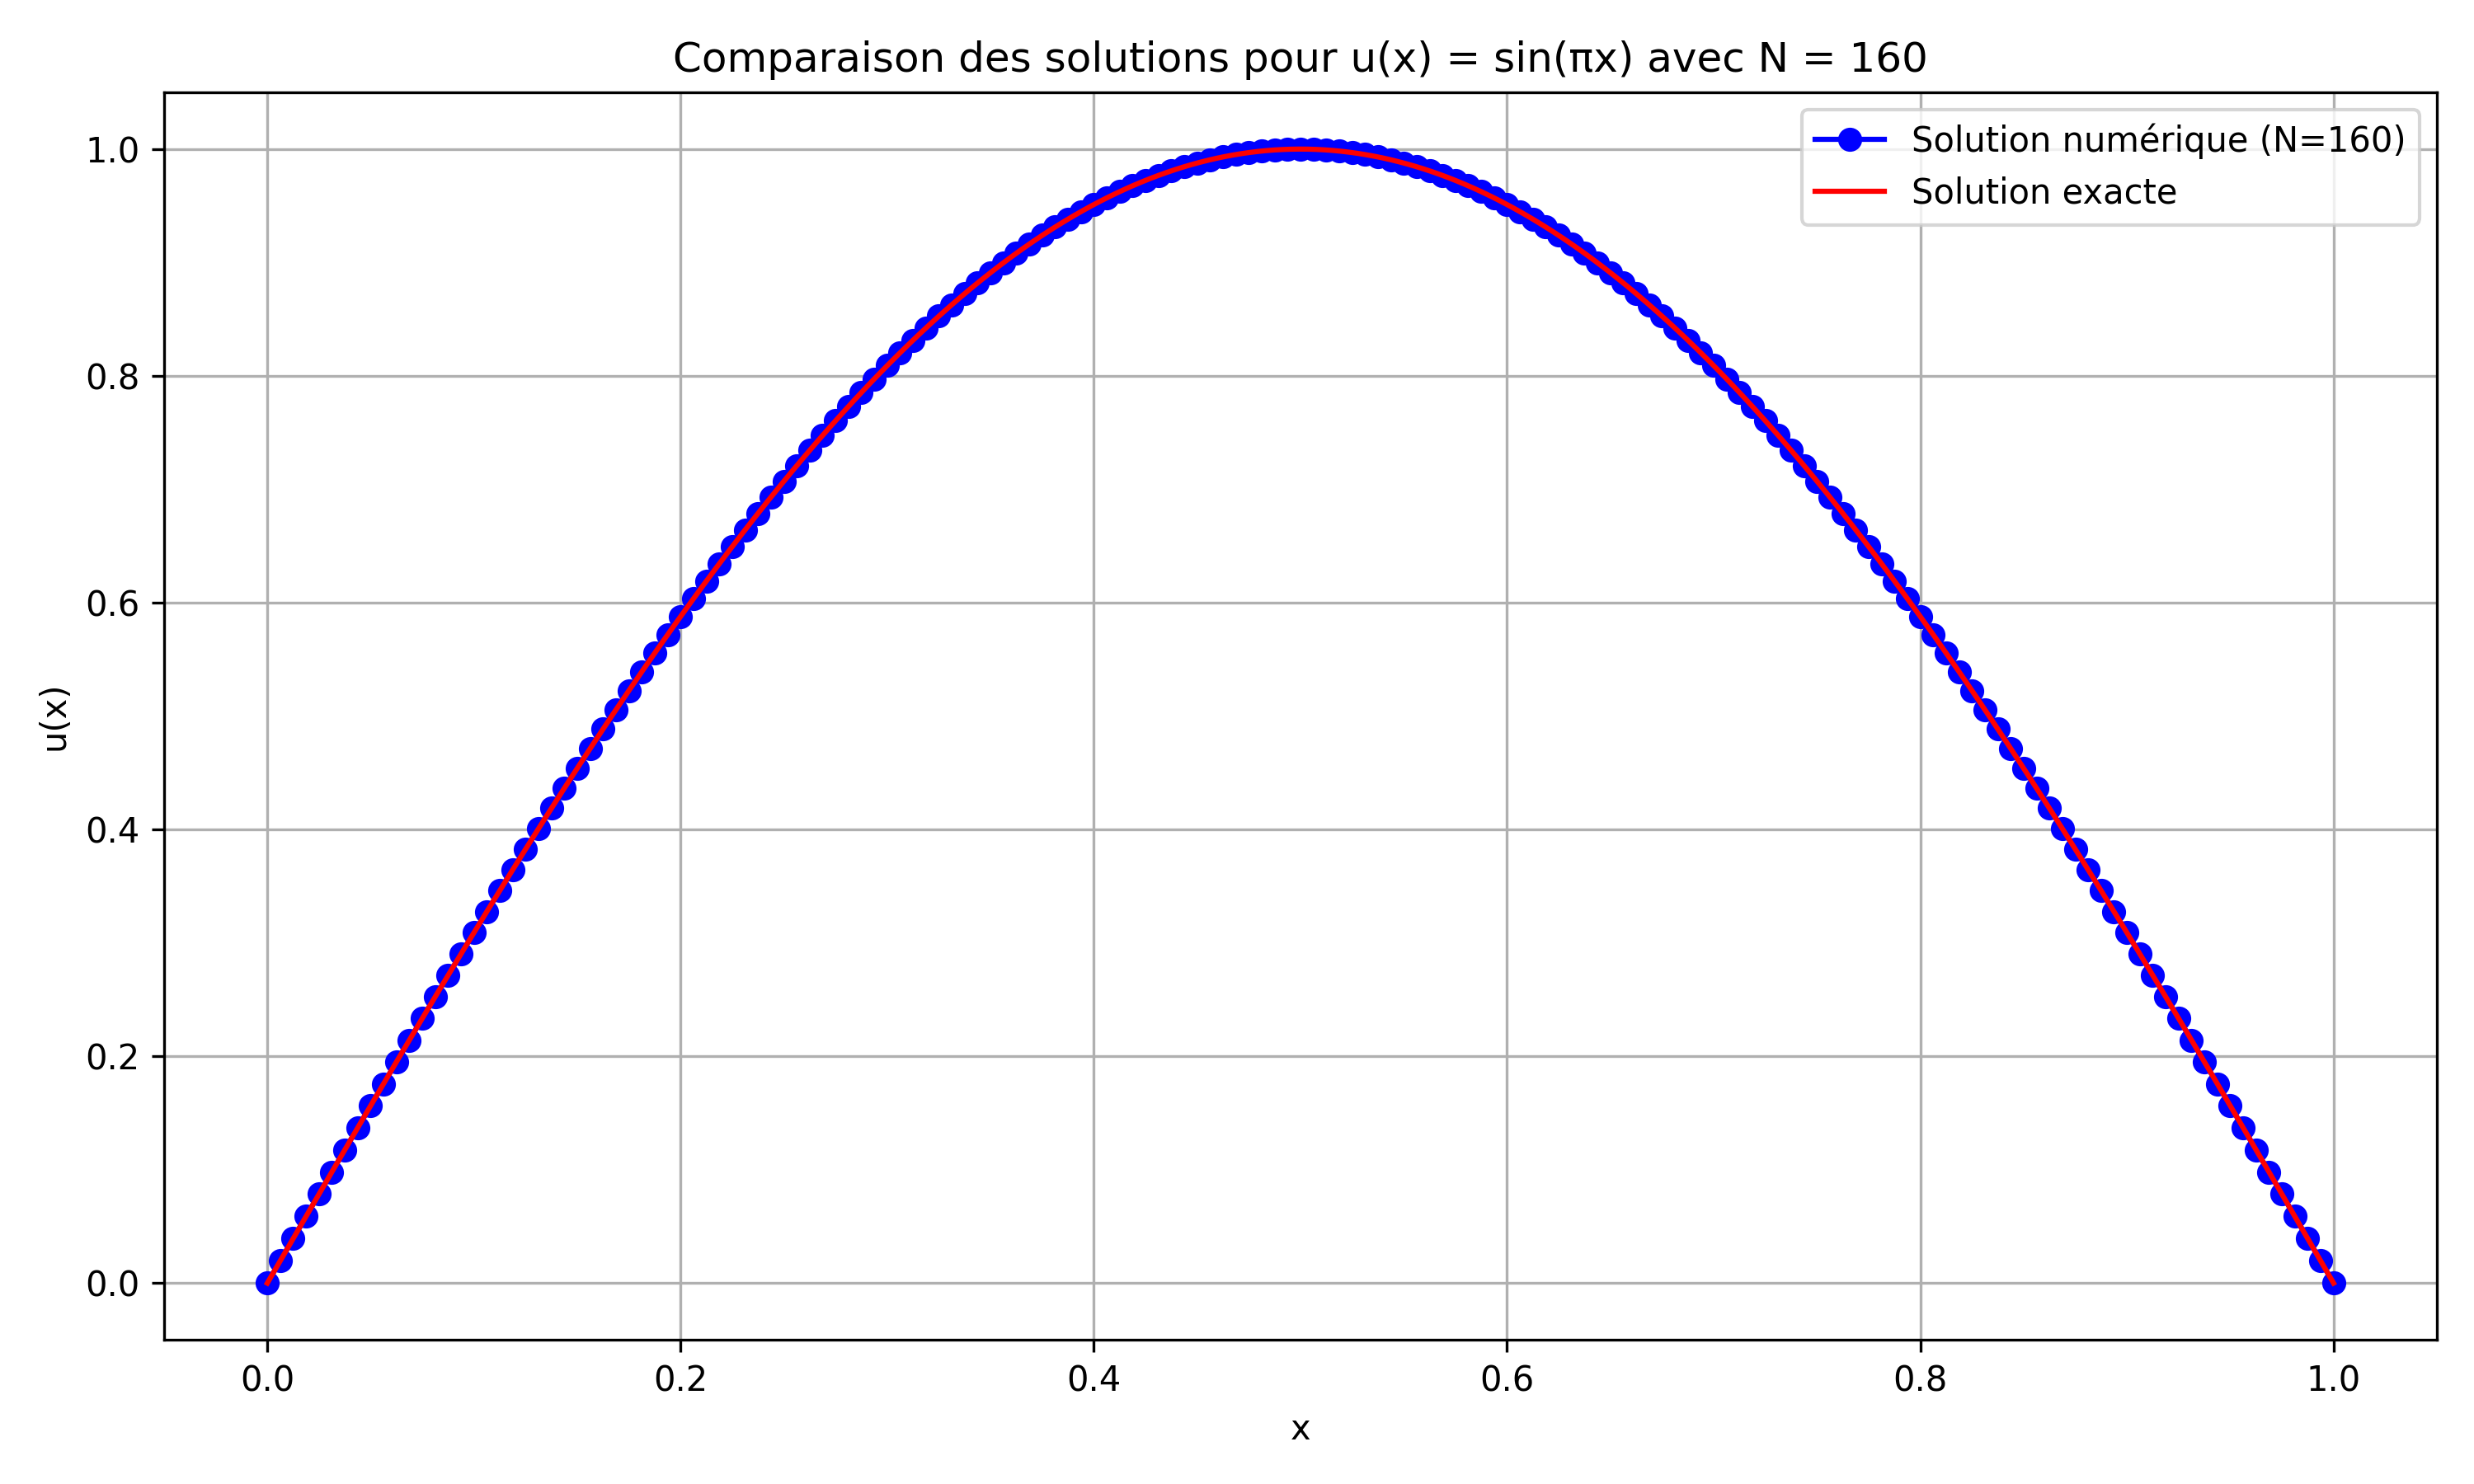 Comparaison des solutions pour u(x) = sin(πx) avec N = 160
Solution numérique (N=160)
Solution exacte
1.0
0.8
0.6
0.4
0.2
0.0
u(x)
0.0 0.2 0.4 0.6 0.8 1.0
x